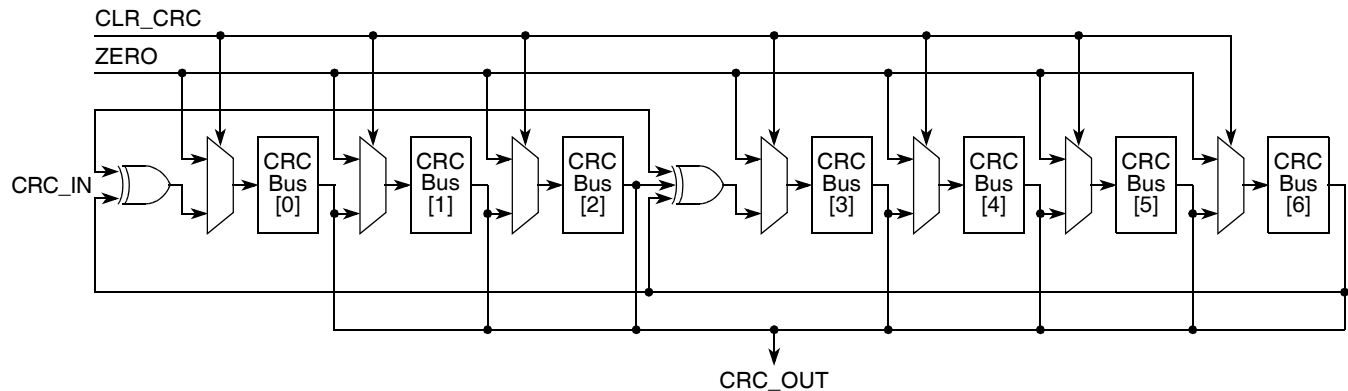 CLR_CRC
ZERO
CRC_IN
CRC
Bus
[0]
CRC
Bus
[1]
CRC
Bus
[2]
CRC
Bus
[3]
CRC
Bus
[4]
CRC
Bus
[5]
CRC
Bus
[6]
CRC_OUT